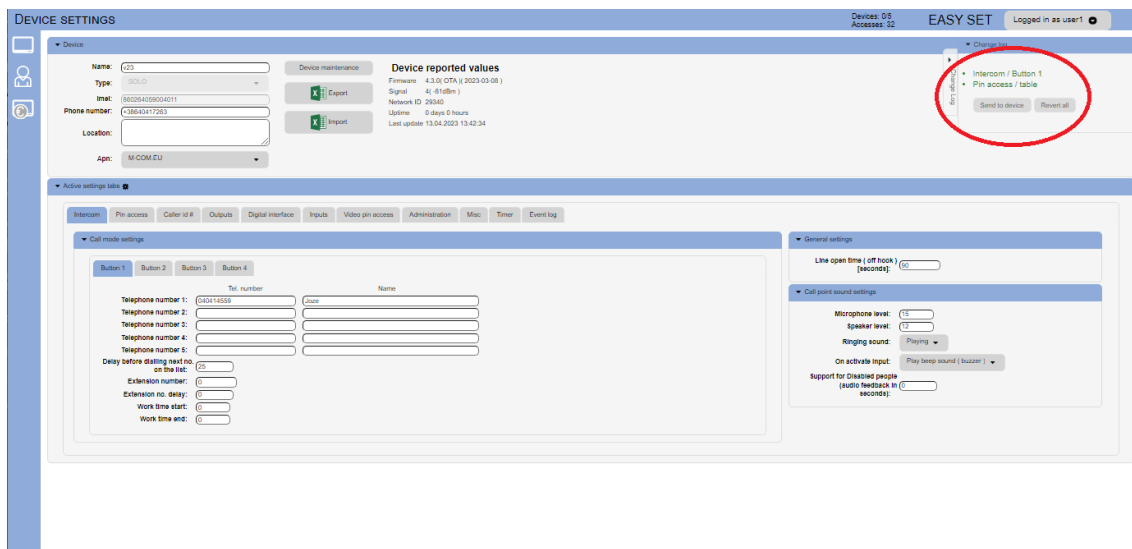 DEVICE SETTINGS
Devices: 0/5
Accesses: 32
EASY SET
Logged in as user1
Device
Name:
v23
Type:
SOLO
Imei:
860264059004011
Phone number:
+38640417263
Location:
Apn:
M-COM.EU
Device maintenance
Export
Import
Device reported values
Firmware 4.3.0( OTA )( 2023-03-08 )
Signal 4( -81dBm )
Network ID 29340
Uptime 0 days 0 hours
Last update 13.04.2023 13:42:34
Change Log
Change log
Intercom / Button 1
Pin access / table
Send to device Revert all
Active settings tabs
Intercom Pin access Caller id # Outputs Digital interface Inputs Video pin access Administration Misc Timer Event log
Call mode settings
Button 1 Button 2 Button 3 Button 4
Tel. number Name
Telephone number 1: 040414559 Joze
Telephone number 2:
Telephone number 3:
Telephone number 4:
Telephone number 5:
Delay before dialling next no.
on the list: 25
Extension number: 0
Extension no. delay: 0
Work time start: 0
Work time end: 0
General settings
Line open time ( off hook )
[seconds]: 90
Call point sound settings
Microphone level: 15
Speaker level: 12
Ringing sound: Playing
On activate input: Play beep sound ( buzzer )
Support for Disabled people
(audio feedback in 0
seconds):